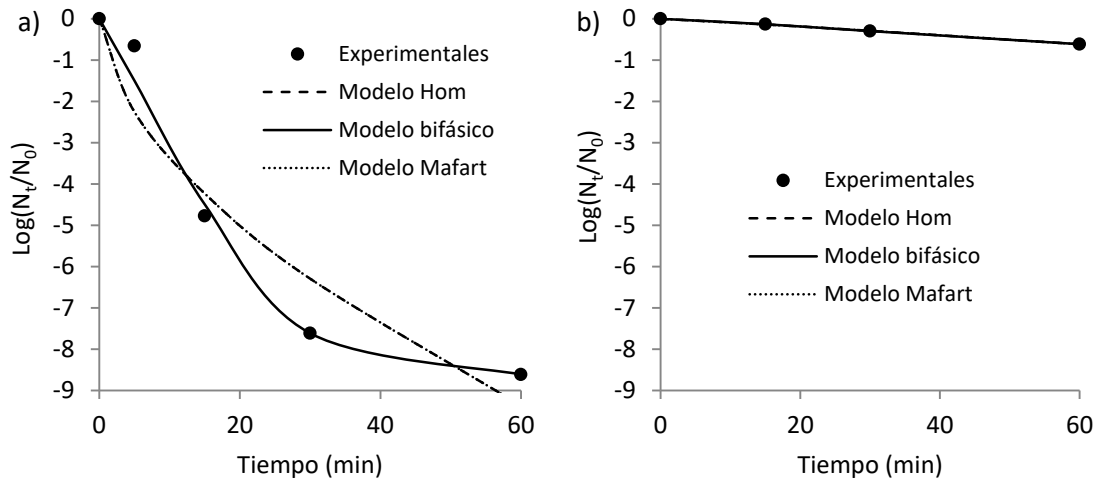 a)
0
-1
-2
-3
-4
-5
-6
-7
-8
-9
Log(Nₜ/N₀)
Experimentales
Modelo Hom
Modelo bifásico
Modelo Mafart
0 20 40 60
Tiempo (min)
b)
0
-1
-2
-3
-4
-5
-6
-7
-8
-9
Log(Nₜ/N₀)
Experimentales
Modelo Hom
Modelo bifásico
Modelo Mafart
0 20 40 60
Tiempo (min)